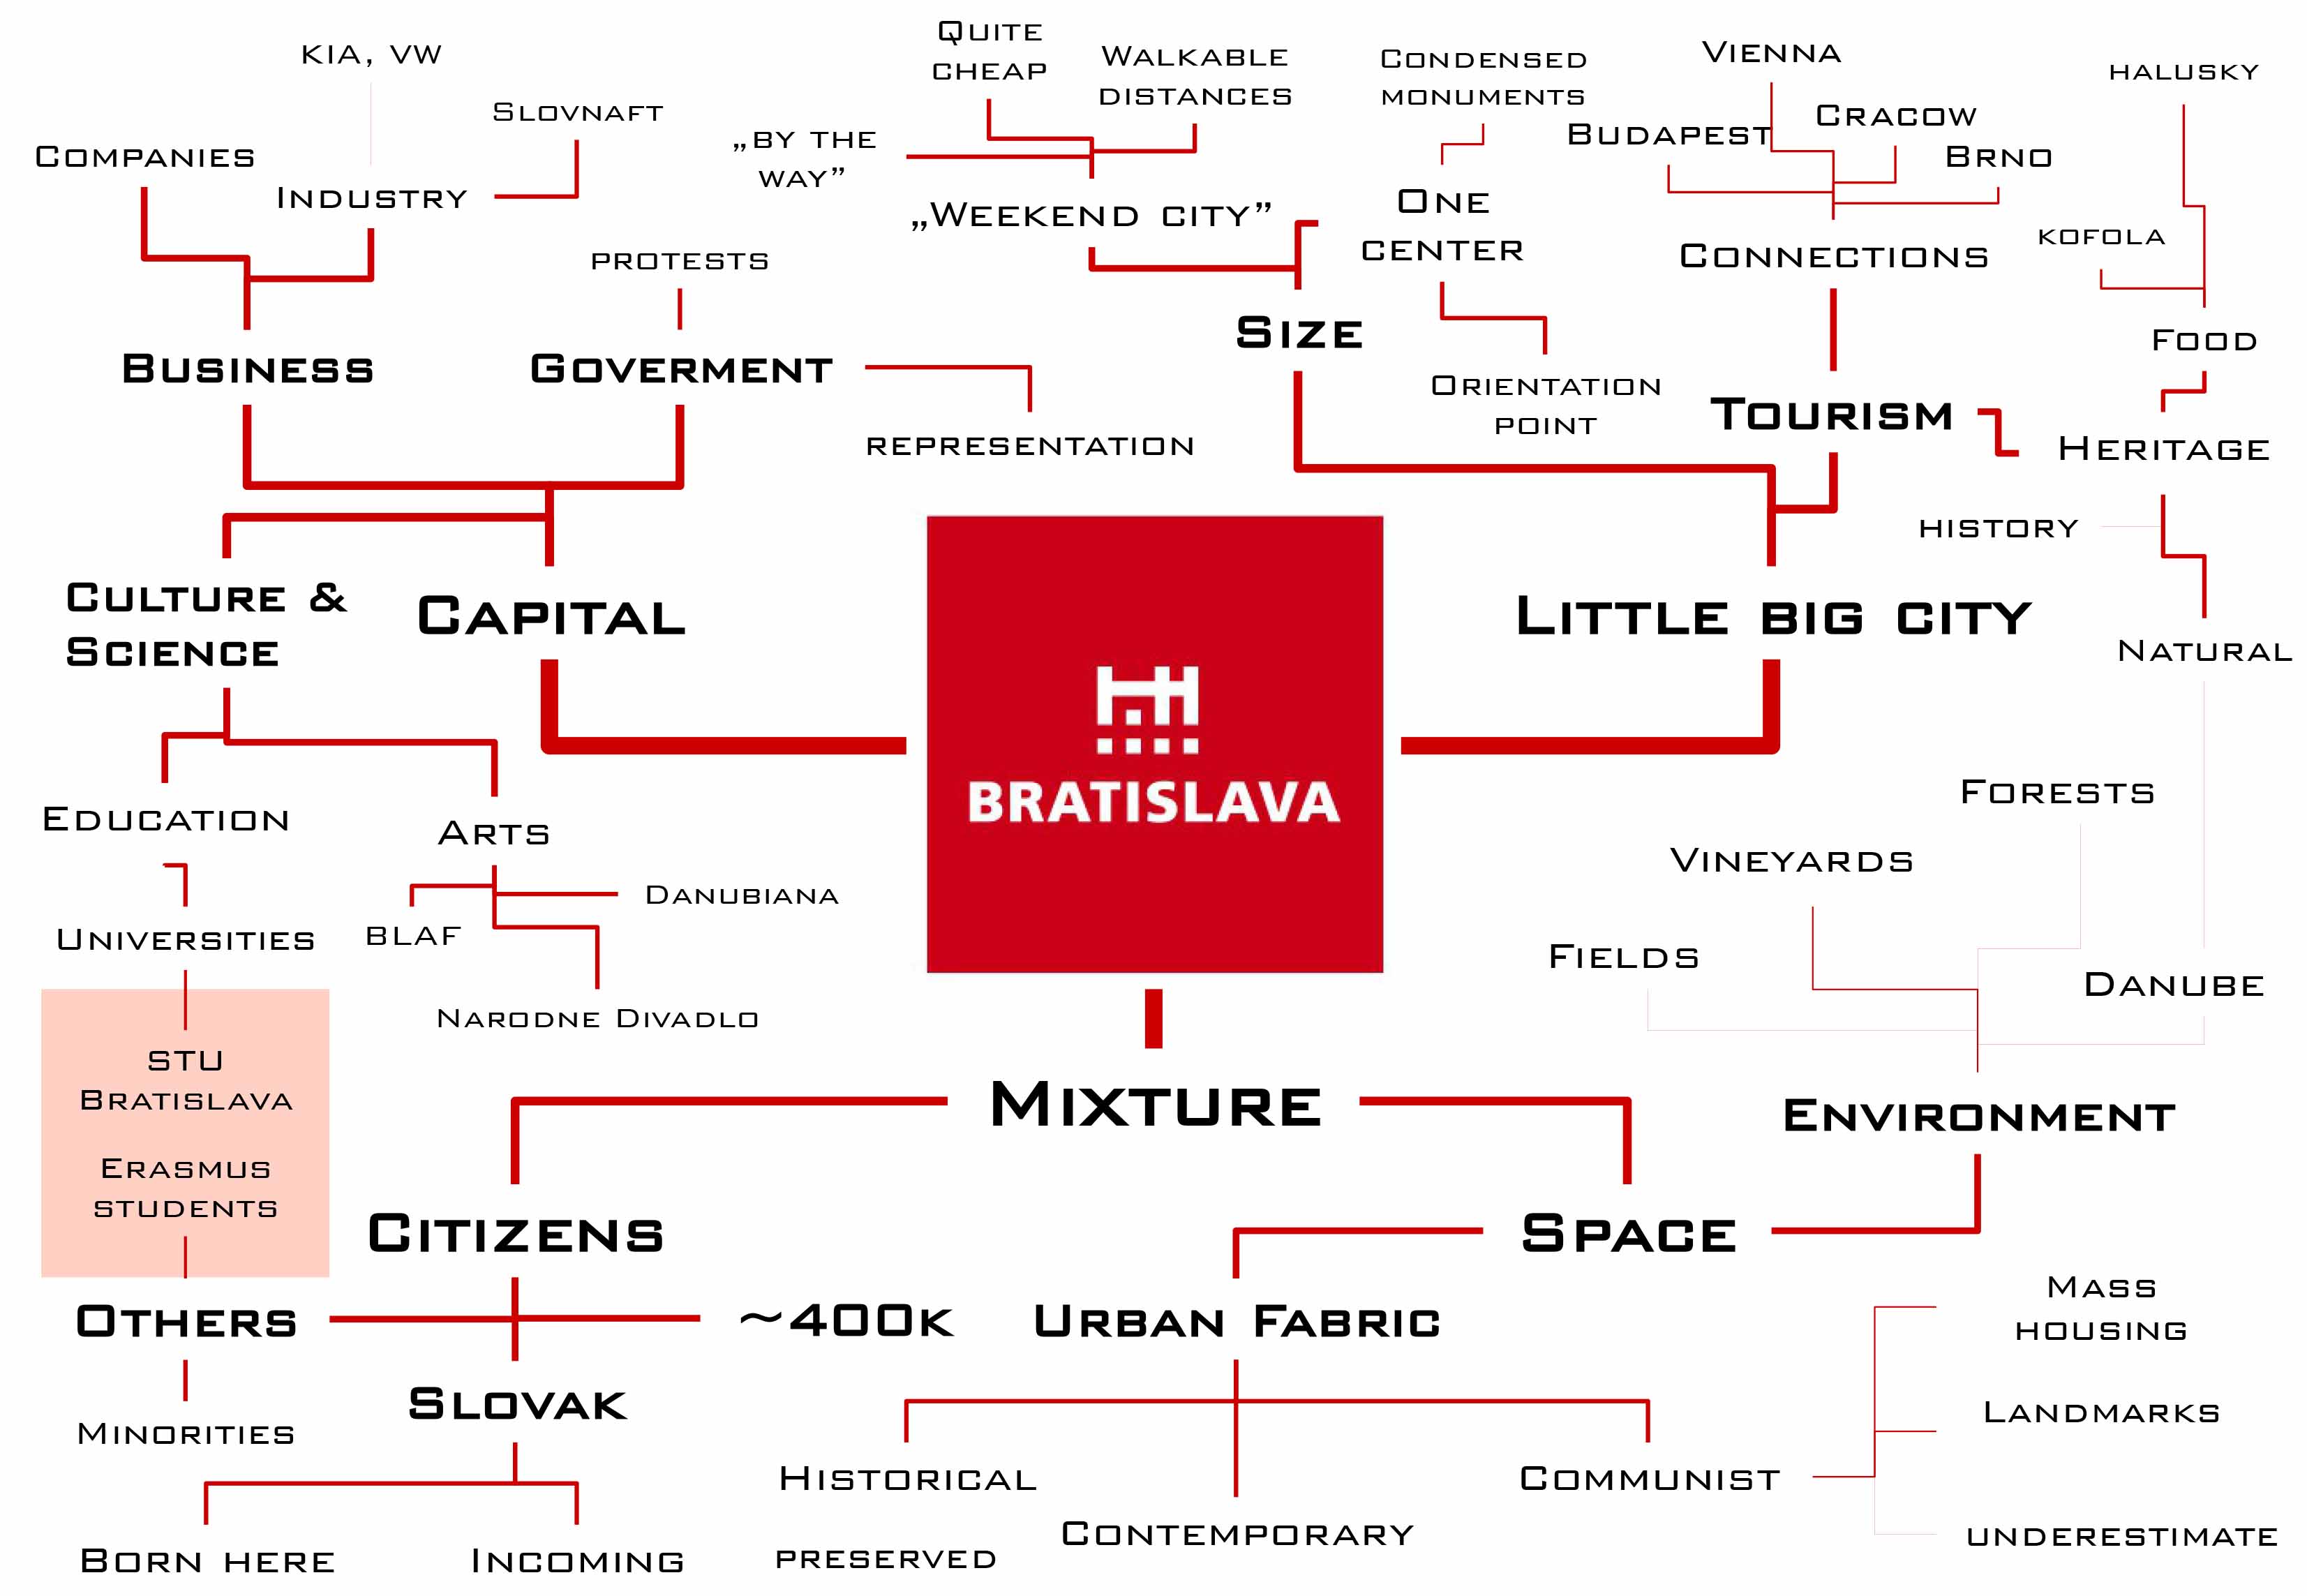 KIA, VW
Companies
Industry
Slovnaft
Business
protests
Goverment
representation
Culture &
Science
Capital
Education
Arts
Universities
BLAF
Danubiana
Narodne Divadlo
STU
Bratislava
Erasmus
students
„by the
way”
Quite
cheap
Walkable
distances
„Weekend city”
Condensed
monuments
One
center
Size
Orientation
point
Vienna
Budapest
Cracow
Brno
Connections
Tourism
halusky
kofola
Food
Heritage
history
Natural
Little big city
BRATISLAVA
Forests
Vineyards
Fields
Danube
Environment
Mixture
Citizens
Space
Others
~400k
Urban Fabric
Slovak
Minorities
Born here
Incoming
Historical
preserved
Contemporary
Communist
Mass
housing
Landmarks
underestimate